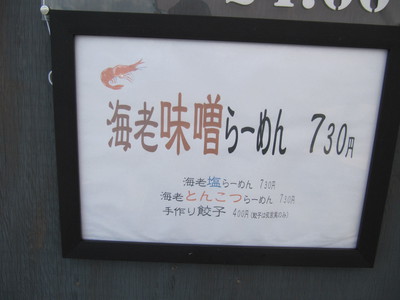 海老味噌らーめん 730円
海老塩らーめん 730円
海老とんこつらーめん 730円
手作り餃子 400円